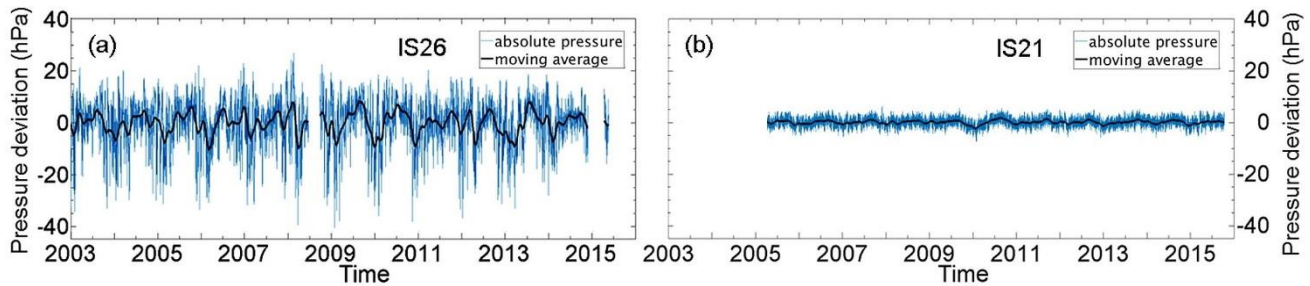 Pressure deviation (hPa)
40
20
0
-20
-40
(a)
IS26
absolute pressure
moving average
2003
2005
2007
2009
2011
2013
2015
Time
(b)
IS21
absolute pressure
moving average
2003
2005
2007
2009
2011
2013
2015
Time
40
20
0
-20
-40
Pressure deviation (hPa)